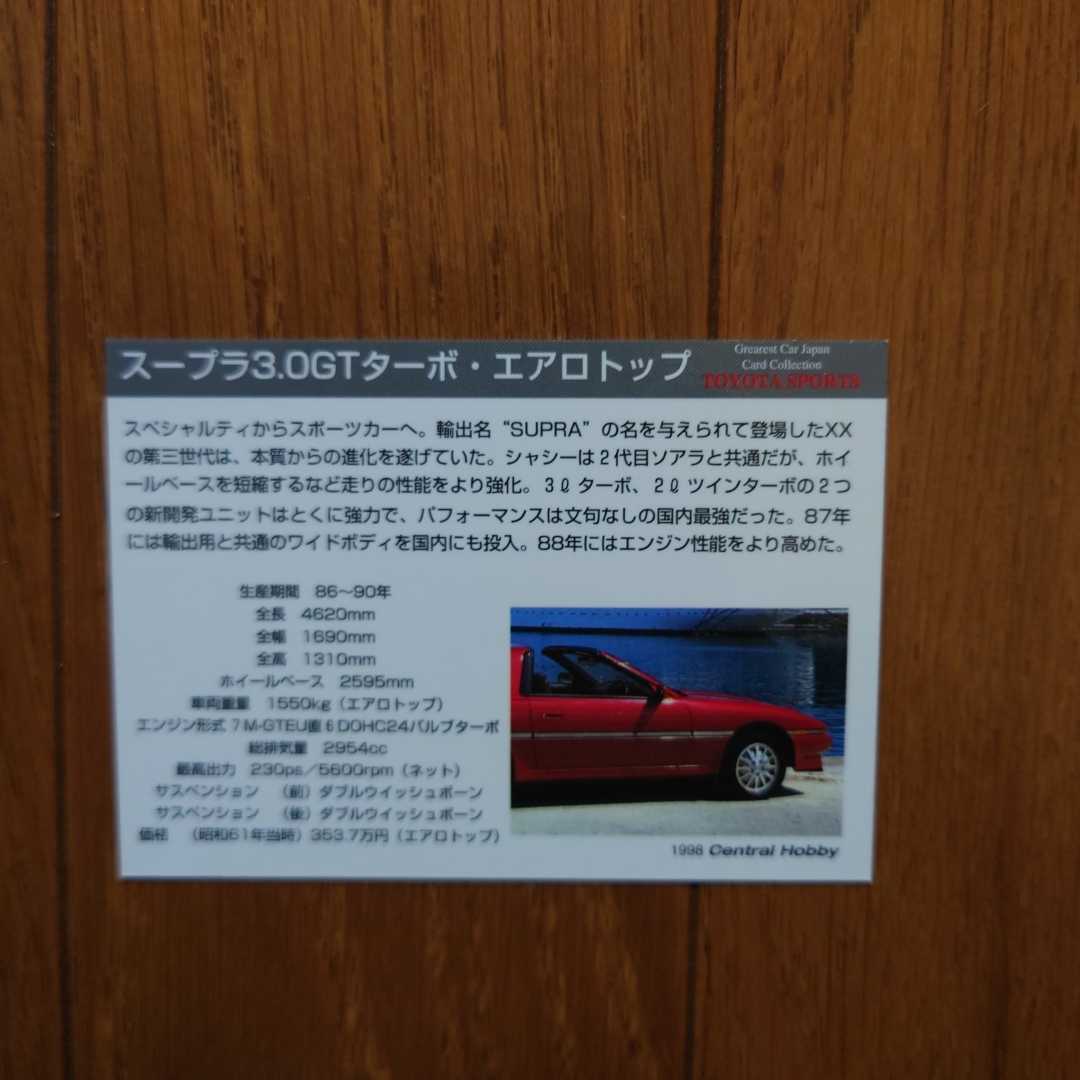 スープラ3.0GTターボ・エアロトップ
Grearest Car Japan
Card Collection
TOYOTA SPORTS
スペシャルティからスポーツカーへ。輸出名“SUPRA”の名を与えられて登場したXX
の第三世代は、本質からの進化を遂げていた。シャシーは2代目ソアラと共通だが、ホイ
ールベースを短縮するなど走りの性能をより強化。3ℓターボ、2ℓツインターボの2つ
の新開発ユニットはとくに強力で、パフォーマンスは文句なしの国内最強だった。87年
には輸出用と共通のワイドボディを国内にも投入。88年にはエンジン性能をより高めた。
生産期間 86〜90年
全長 4620mm
全幅 1690mm
全高 1310mm
ホイールベース 2595mm
車両重量 1550kg（エアロトップ）
エンジン形式 7M-GTEU直6DOHC24バルブターボ
総排気量 2954cc
最高出力 230ps／5600rpm（ネット）
サスペンション （前）ダブルウイッシュボーン
サスペンション （後）ダブルウイッシュボーン
価格 （昭和61年当時）353.7万円（エアロトップ）
1998 Central Hobby